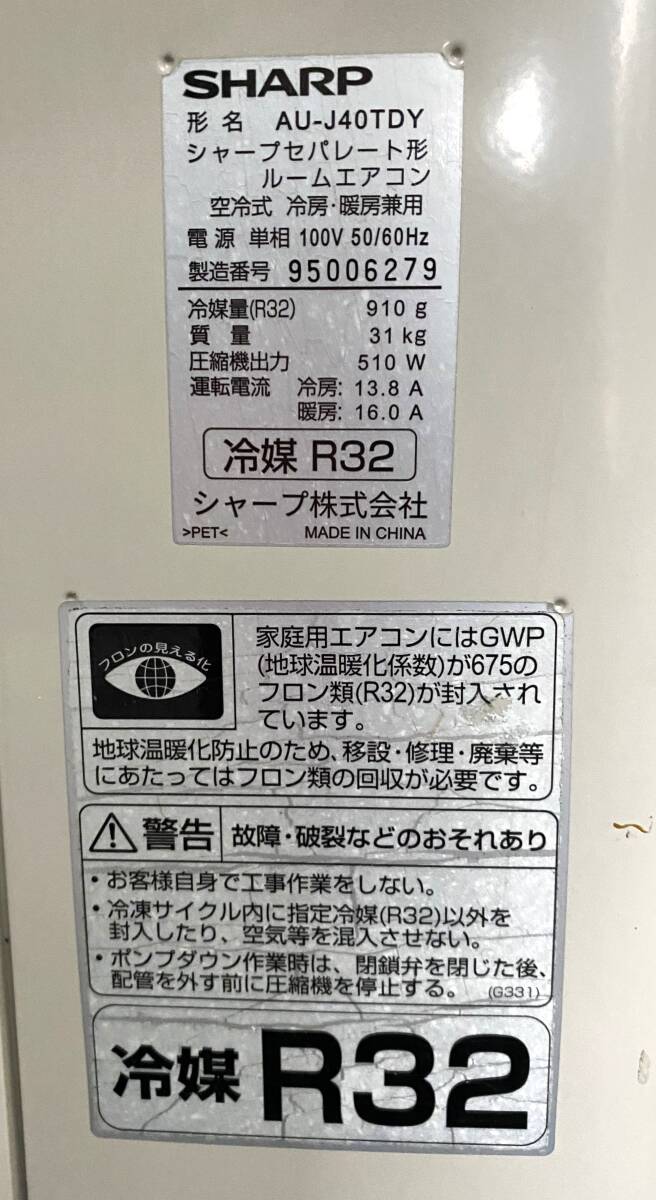 SHARP
形名 AU-J40TDY
シャープセパレート形
ルームエアコン
空冷式 冷房・暖房兼用
電源 単相 100V 50/60Hz
製造番号 95006279
冷媒量(R32) 910 g
質量 31 kg
圧縮機出力 510 W
運転電流 冷房: 13.8 A
暖房: 16.0 A
冷媒 R32
シャープ株式会社
>PET< MADE IN CHINA
フロンの見える化
家庭用エアコンにはGWP
(地球温暖化係数)が675の
フロン類(R32)が封入され
ています。
地球温暖化防止のため、移設・修理・廃棄等
にあたってはフロン類の回収が必要です。
警告 故障・破裂などのおそれあり
・お客様自身で工事作業をしない。
・冷凍サイクル内に指定冷媒(R32)以外を
封入したり、空気等を混入させない。
・ポンプダウン作業時は、閉鎖弁を閉じた後、
配管を外す前に圧縮機を停止する。 (G331)
冷媒 R32